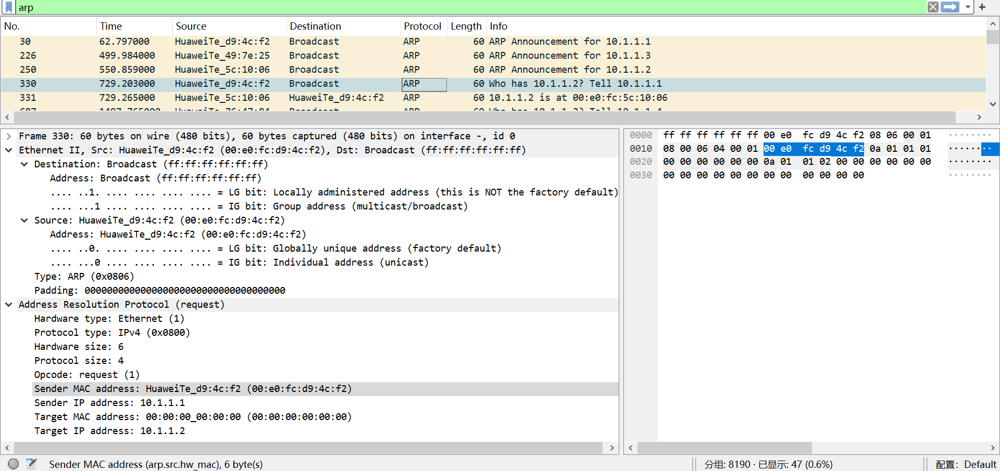 arp
No. Time Source Destination Protocol Length Info
30 62.797000 HuaweiTe_d9:4c:f2 Broadcast ARP 60 ARP Announcement for 10.1.1.1
226 499.984000 HuaweiTe_49:7e:25 Broadcast ARP 60 ARP Announcement for 10.1.1.3
250 550.859000 HuaweiTe_5c:10:06 Broadcast ARP 60 ARP Announcement for 10.1.1.2
330 729.203000 HuaweiTe_d9:4c:f2 Broadcast ARP 60 Who has 10.1.1.2? Tell 10.1.1.1
331 729.265000 HuaweiTe_5c:10:06 HuaweiTe_d9:4c:f2 ARP 60 10.1.1.2 is at 00:e0:fc:5c:10:06
Frame 330: 60 bytes on wire (480 bits), 60 bytes captured (480 bits) on interface -, id 0
Ethernet II, Src: HuaweiTe_d9:4c:f2 (00:e0:fc:d9:4c:f2), Dst: Broadcast (ff:ff:ff:ff:ff:ff)
Destination: Broadcast (ff:ff:ff:ff:ff:ff)
Address: Broadcast (ff:ff:ff:ff:ff:ff)
.... ..1. .... .... .... .... = LG bit: Locally administered address (this is NOT the factory default)
.... ...1 .... .... .... .... = IG bit: Group address (multicast/broadcast)
Source: HuaweiTe_d9:4c:f2 (00:e0:fc:d9:4c:f2)
Address: HuaweiTe_d9:4c:f2 (00:e0:fc:d9:4c:f2)
.... ..0. .... .... .... .... = LG bit: Globally unique address (factory default)
.... ...0 .... .... .... .... = IG bit: Individual address (unicast)
Type: ARP (0x0806)
Padding: 000000000000000000000000000000000000
Address Resolution Protocol (request)
Hardware type: Ethernet (1)
Protocol type: IPv4 (0x0800)
Hardware size: 6
Protocol size: 4
Opcode: request (1)
Sender MAC address: HuaweiTe_d9:4c:f2 (00:e0:fc:d9:4c:f2)
Sender IP address: 10.1.1.1
Target MAC address: 00:00:00_00:00:00 (00:00:00:00:00:00)
Target IP address: 10.1.1.2
0000 ff ff ff ff ff ff 00 e0 fc d9 4c f2 08 06 00 01 ········
0010 08 00 06 04 00 01 00 e0 fc d9 4c f2 0a 01 01 01 ········
0020 00 00 00 00 00 00 0a 01 01 02 00 00 00 00 00 00 ········
0030 00 00 00 00 00 00 00 00 00 00 00 00 ········
Sender MAC address (arp.src.hw_mac), 6 byte(s)
分组: 8190 · 已显示: 47 (0.6%)
配置: Default